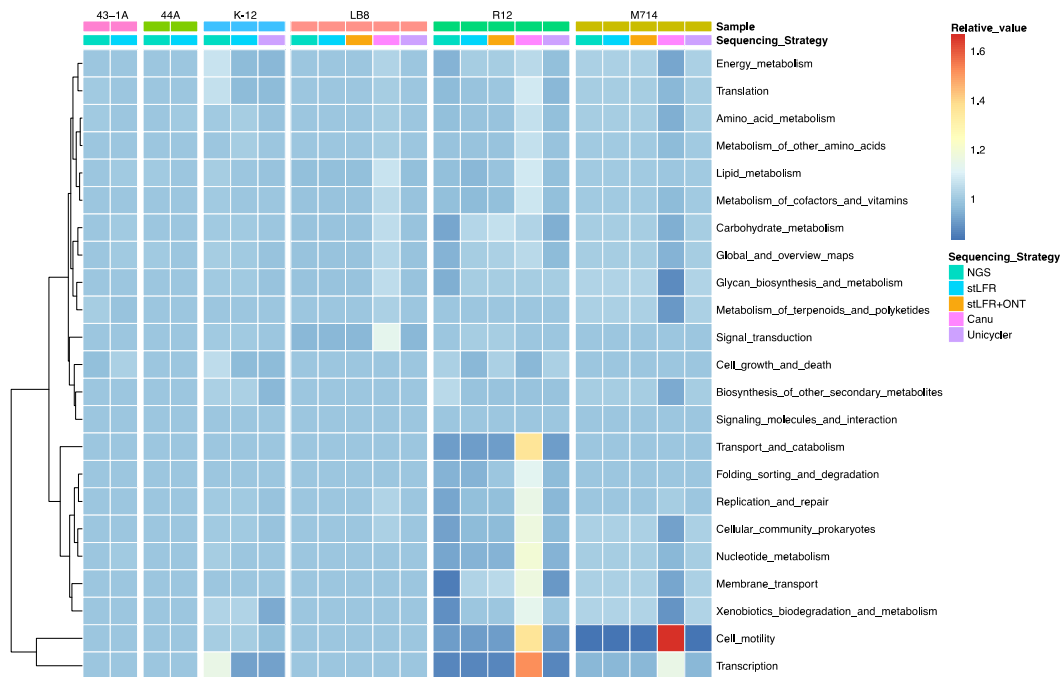 43-1A 44A K-12 LB8 R12 M714
Sample
Sequencing_Strategy
Energy_metabolism
Translation
Amino_acid_metabolism
Metabolism_of_other_amino_acids
Lipid_metabolism
Metabolism_of_cofactors_and_vitamins
Carbohydrate_metabolism
Global_and_overview_maps
Glycan_biosynthesis_and_metabolism
Metabolism_of_terpenoids_and_polyketides
Signal_transduction
Cell_growth_and_death
Biosynthesis_of_other_secondary_metabolites
Signaling_molecules_and_interaction
Transport_and_catabolism
Folding_sorting_and_degradation
Replication_and_repair
Cellular_community_prokaryotes
Nucleotide_metabolism
Membrane_transport
Xenobiotics_biodegradation_and_metabolism
Cell_motility
Transcription
Relative_value
1.6
1.4
1.2
1
Sequencing_Strategy
NGS
stLFR
stLFR+ONT
Canu
Unicycler